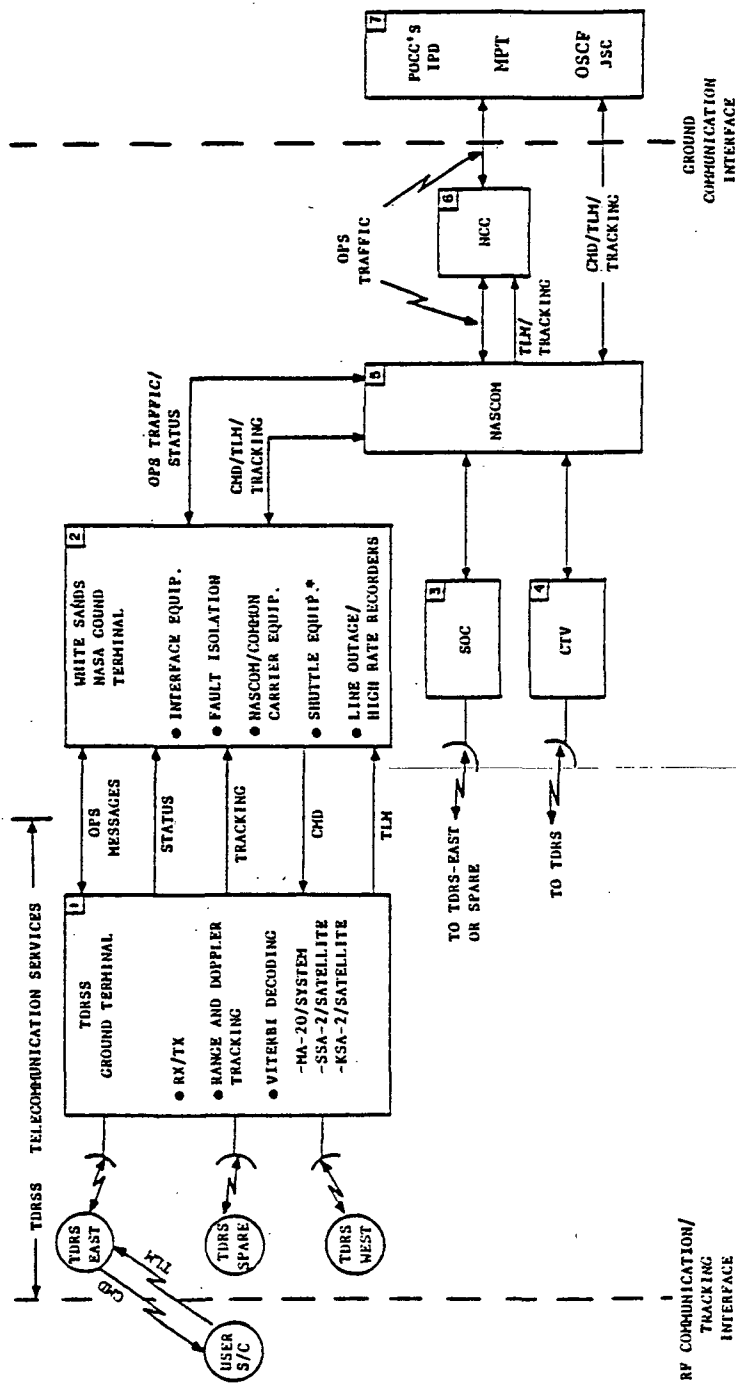 TDRSS TELECOMMUNICATION SERVICES
USER
S/C
CMD
TLM
TDRS
EAST
TDRS
SPARE
TDRS
WEST
1
TDRSS
GROUND TERMINAL
● RX/TX
● RANGE AND DOPPLER
TRACKING
● VITERBI DECODING
-MA-20/SYSTEM
-SSA-2/SATELLITE
-KSA-2/SATELLITE
OPS
MESSAGES
STATUS
TRACKING
CMD
TLM
2
WHITE SANDS
NASA GOUND
TERMINAL
● INTERFACE EQUIP.
● FAULT ISOLATION
● NASCOM/COMMON
CARRIER EQUIP.
● SHUTTLE EQUIP.*
● LINE OUTAGE/
HIGH RATE RECORDERS
OPS TRAFFIC/
STATUS
CMD/TLM/
TRACKING
TO TDRS-EAST
OR SPARE
3
SOC
TO TDRS
4
CTV
5
NASCOM
OPS
TRAFFIC
TLM/
TRACKING
6
NCC
CMD/TLM/
TRACKING
7
POCC'S
IPD
MPT
OSCF
JSC
RF COMMUNICATION/
TRACKING
INTERFACE
GROUND
COMMUNICATION
INTERFACE